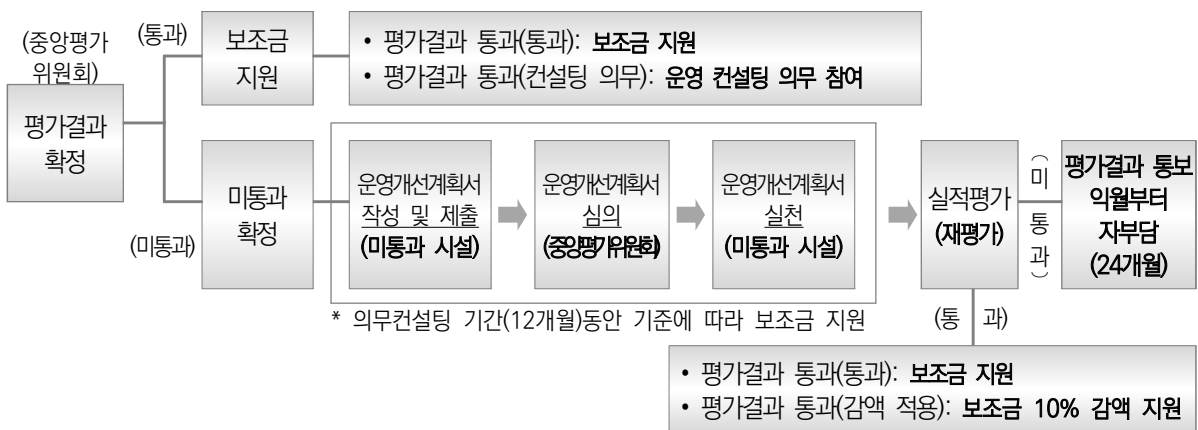 (중앙평가
위원회)
평가결과
확정
(통과)
보조금
지원
• 평가결과 통과(통과): 보조금 지원
• 평가결과 통과(컨설팅 의무): 운영 컨설팅 의무 참여
(미통과)
미통과
확정
운영개선계획서
작성 및 제출
(미통과 시설)
운영개선계획서
심의
(중앙평가위원회)
운영개선계획서
실천
(미통과 시설)
* 의무컨설팅 기간(12개월)동안 기준에 따라 보조금 지원
실적평가
(재평가)
(미통과)
평가결과 통보
익월부터
자부담
(24개월)
(통 과)
• 평가결과 통과(통과): 보조금 지원
• 평가결과 통과(감액 적용): 보조금 10% 감액 지원